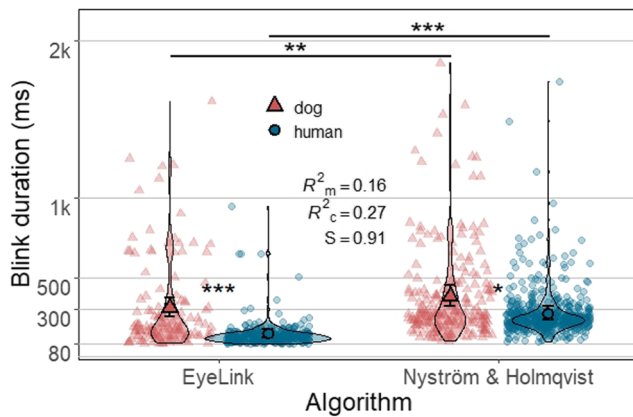 ***
**
2k
dog
human
R²m = 0.16
R²c = 0.27
S = 0.91
1k
500
300
80
***
*
EyeLink
Nyström & Holmqvist
Algorithm
Blink duration (ms)